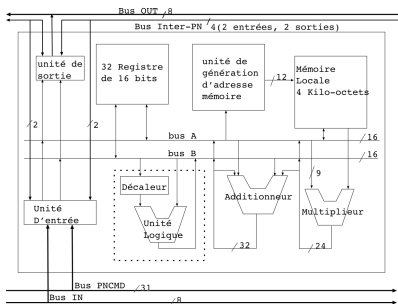 Bus OUT 8
Bus Inter-PN 4(2 entrées, 2 sorties)
unité de
sortie
32 Registre
de 16 bits
unité de
génération
d'adresse
mémoire
12
Mémoire
Locale
4 Kilo-octets
2
2
bus A
16
bus B
16
9
Décaleur
Unité
Logique
Additionneur
Multiplieur
Unité
D'entrée
32
24
Bus PNCMD 31
Bus IN 8